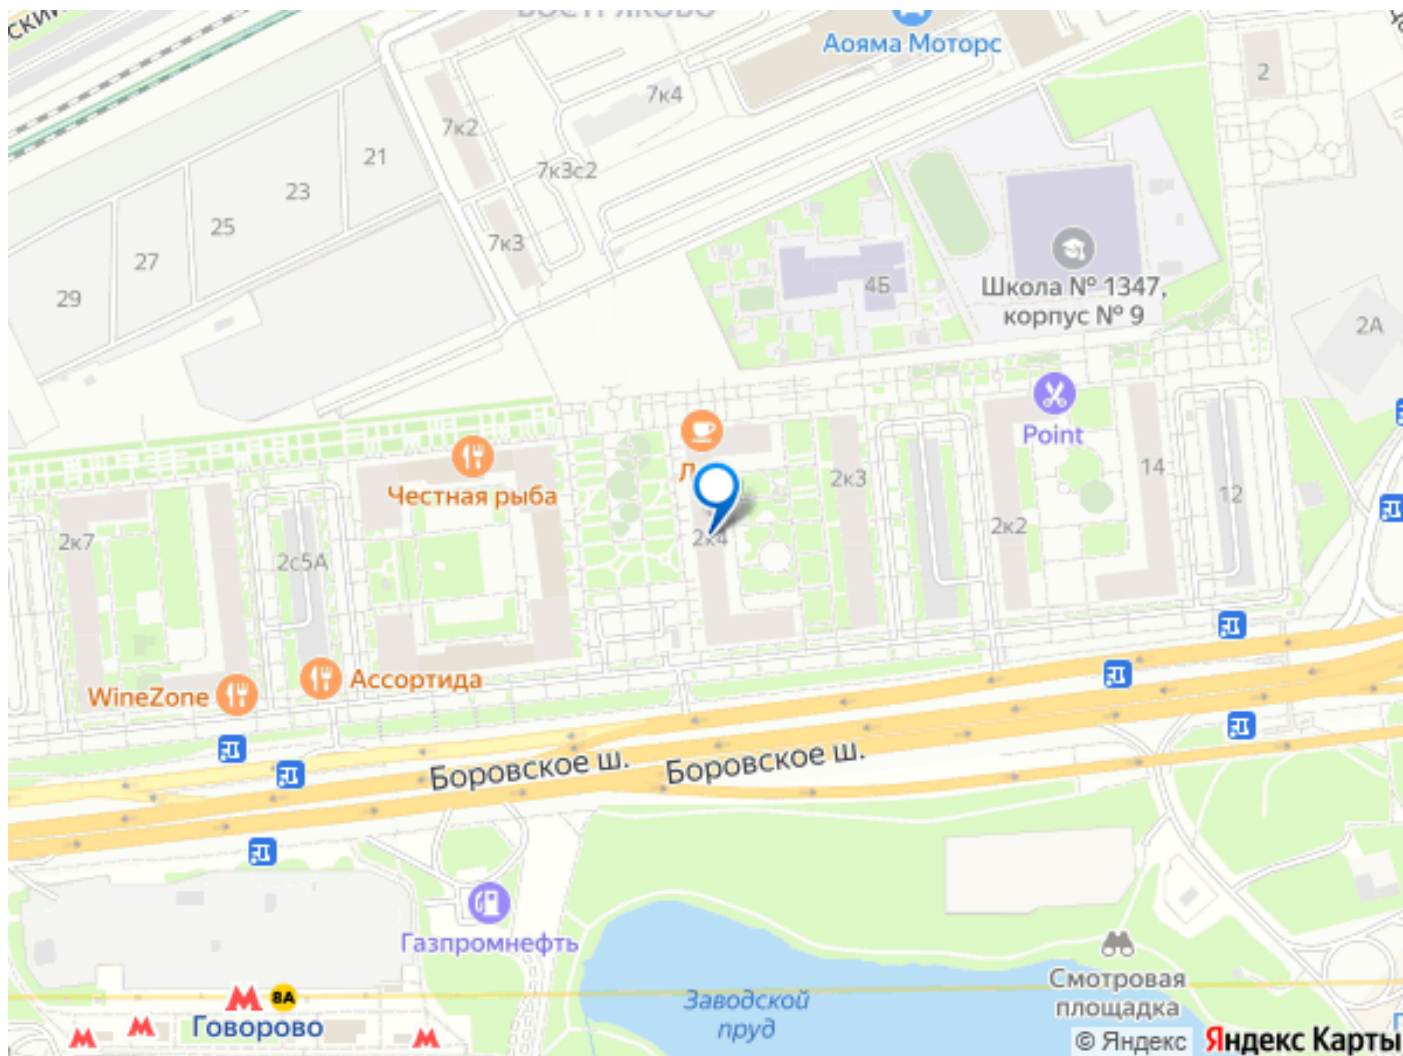 Аояма Моторс
2
7к4
7к2
21
7к3с2
23
25
7к3
27
4Б
29
Школа № 1347,
корпус № 9
2А
Point
2к3
14
Честная рыба
12
2к2
2к4
2к7
2с5А
Ассортида
WineZone
Боровское ш.
Боровское ш.
Газпромнефть
Смотровая
площадка
8А
Заводской
пруд
Говорово
© Яндекс
Яндекс Карты